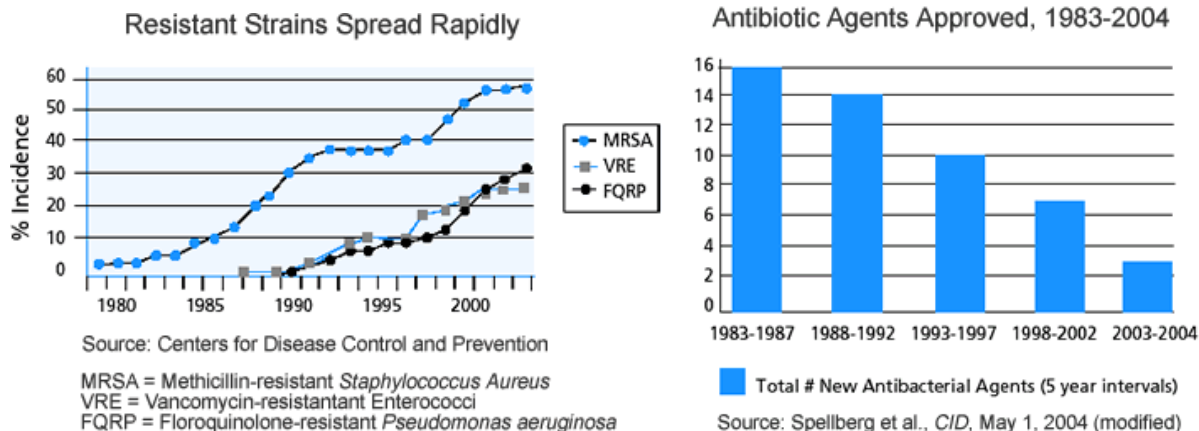 Resistant Strains Spread Rapidly
% Incidence
60
50
40
30
20
10
0
1980 1985 1990 1995 2000
MRSA
VRE
FQRP
Source: Centers for Disease Control and Prevention
MRSA = Methicillin-resistant Staphylococcus Aureus
VRE = Vancomycin-resistantant Enterococci
FQRP = Floroquinolone-resistant Pseudomonas aeruginosa
Antibiotic Agents Approved, 1983-2004
16
14
12
10
8
6
4
2
0
1983-1987 1988-1992 1993-1997 1998-2002 2003-2004
Total # New Antibacterial Agents (5 year intervals)
Source: Spellberg et al., CID, May 1, 2004 (modified)